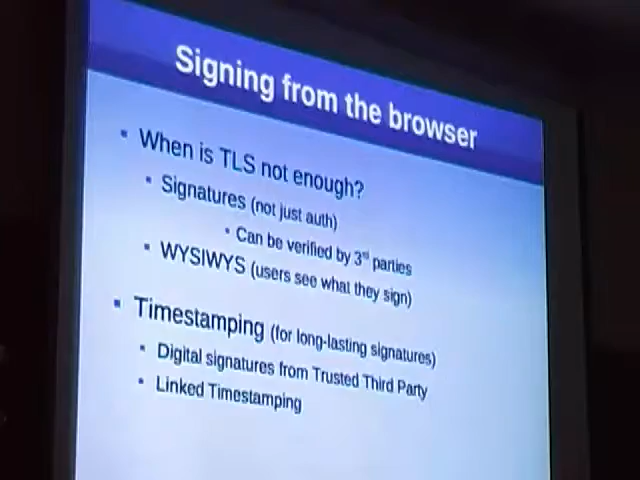 Signing from the browser
When is TLS not enough?
Signatures (not just auth)
Can be verified by 3rd parties
WYSIWYS (users see what they sign)
Timestamping (for long-lasting signatures)
Digital signatures from Trusted Third Party
Linked Timestamping